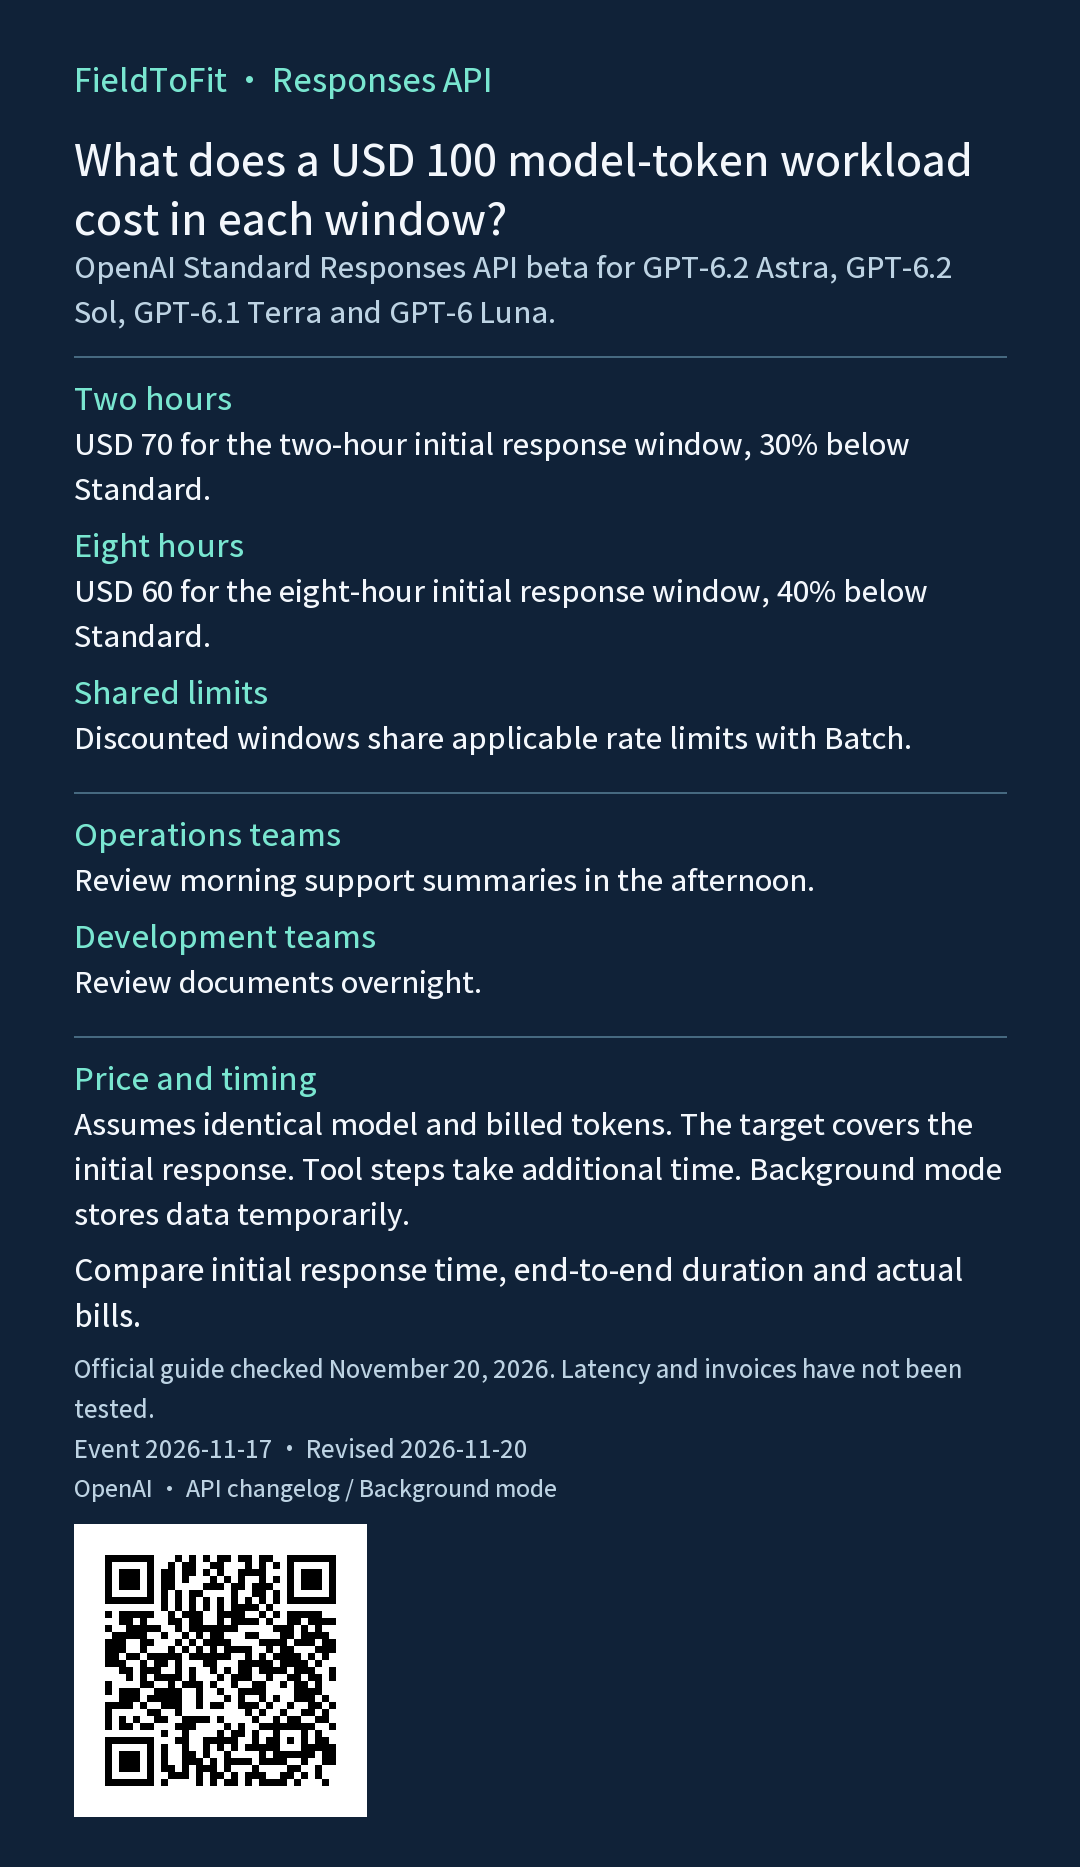 FieldToFit • Responses API
What does a USD 100 model-token workload
cost in each window?
OpenAI Standard Responses API beta for GPT-6.2 Astra, GPT-6.2
Sol, GPT-6.1 Terra and GPT-6 Luna.
Two hours
USD 70 for the two-hour initial response window, 30% below
Standard.
Eight hours
USD 60 for the eight-hour initial response window, 40% below
Standard.
Shared limits
Discounted windows share applicable rate limits with Batch.
Operations teams
Review morning support summaries in the afternoon.
Development teams
Review documents overnight.
Price and timing
Assumes identical model and billed tokens. The target covers the
initial response. Tool steps take additional time. Background mode
stores data temporarily.
Compare initial response time, end-to-end duration and actual
bills.
Official guide checked November 20, 2026. Latency and invoices have not been
tested.
Event 2026-11-17 • Revised 2026-11-20
OpenAI • API changelog / Background mode